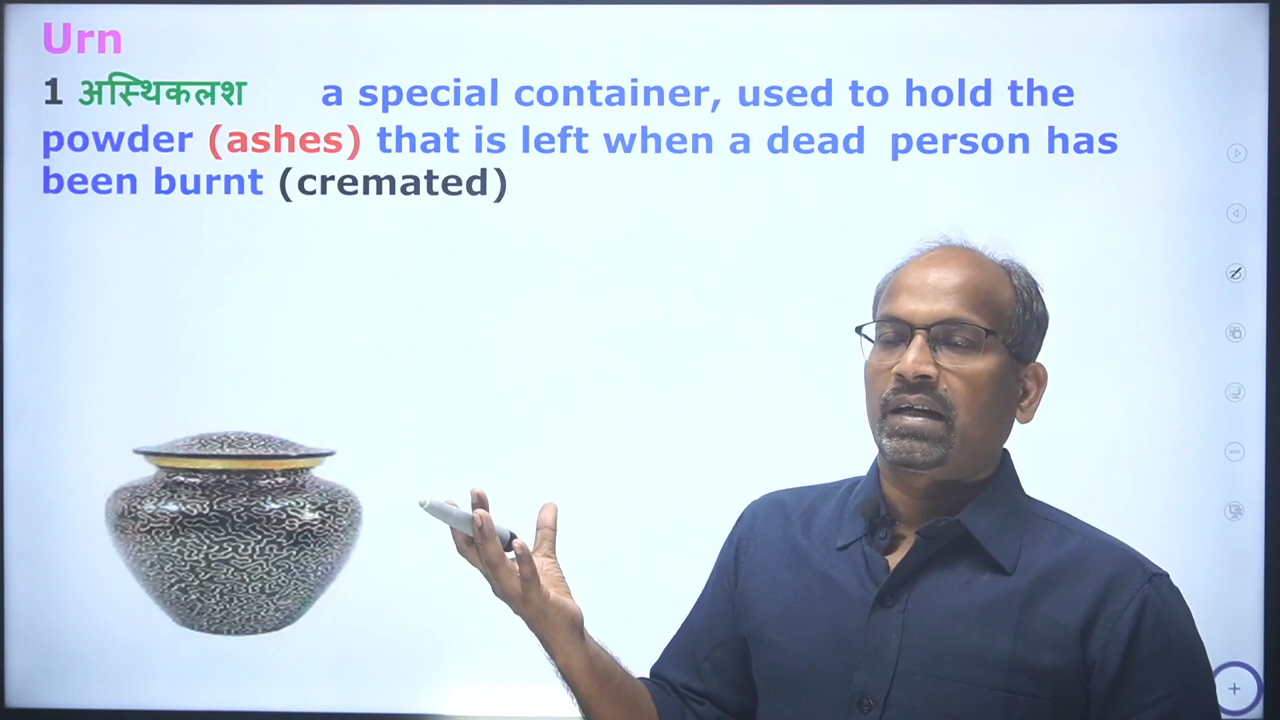 Urn
1 अस्थिकलश a special container, used to hold the
powder (ashes) that is left when a dead person has
been burnt (cremated)